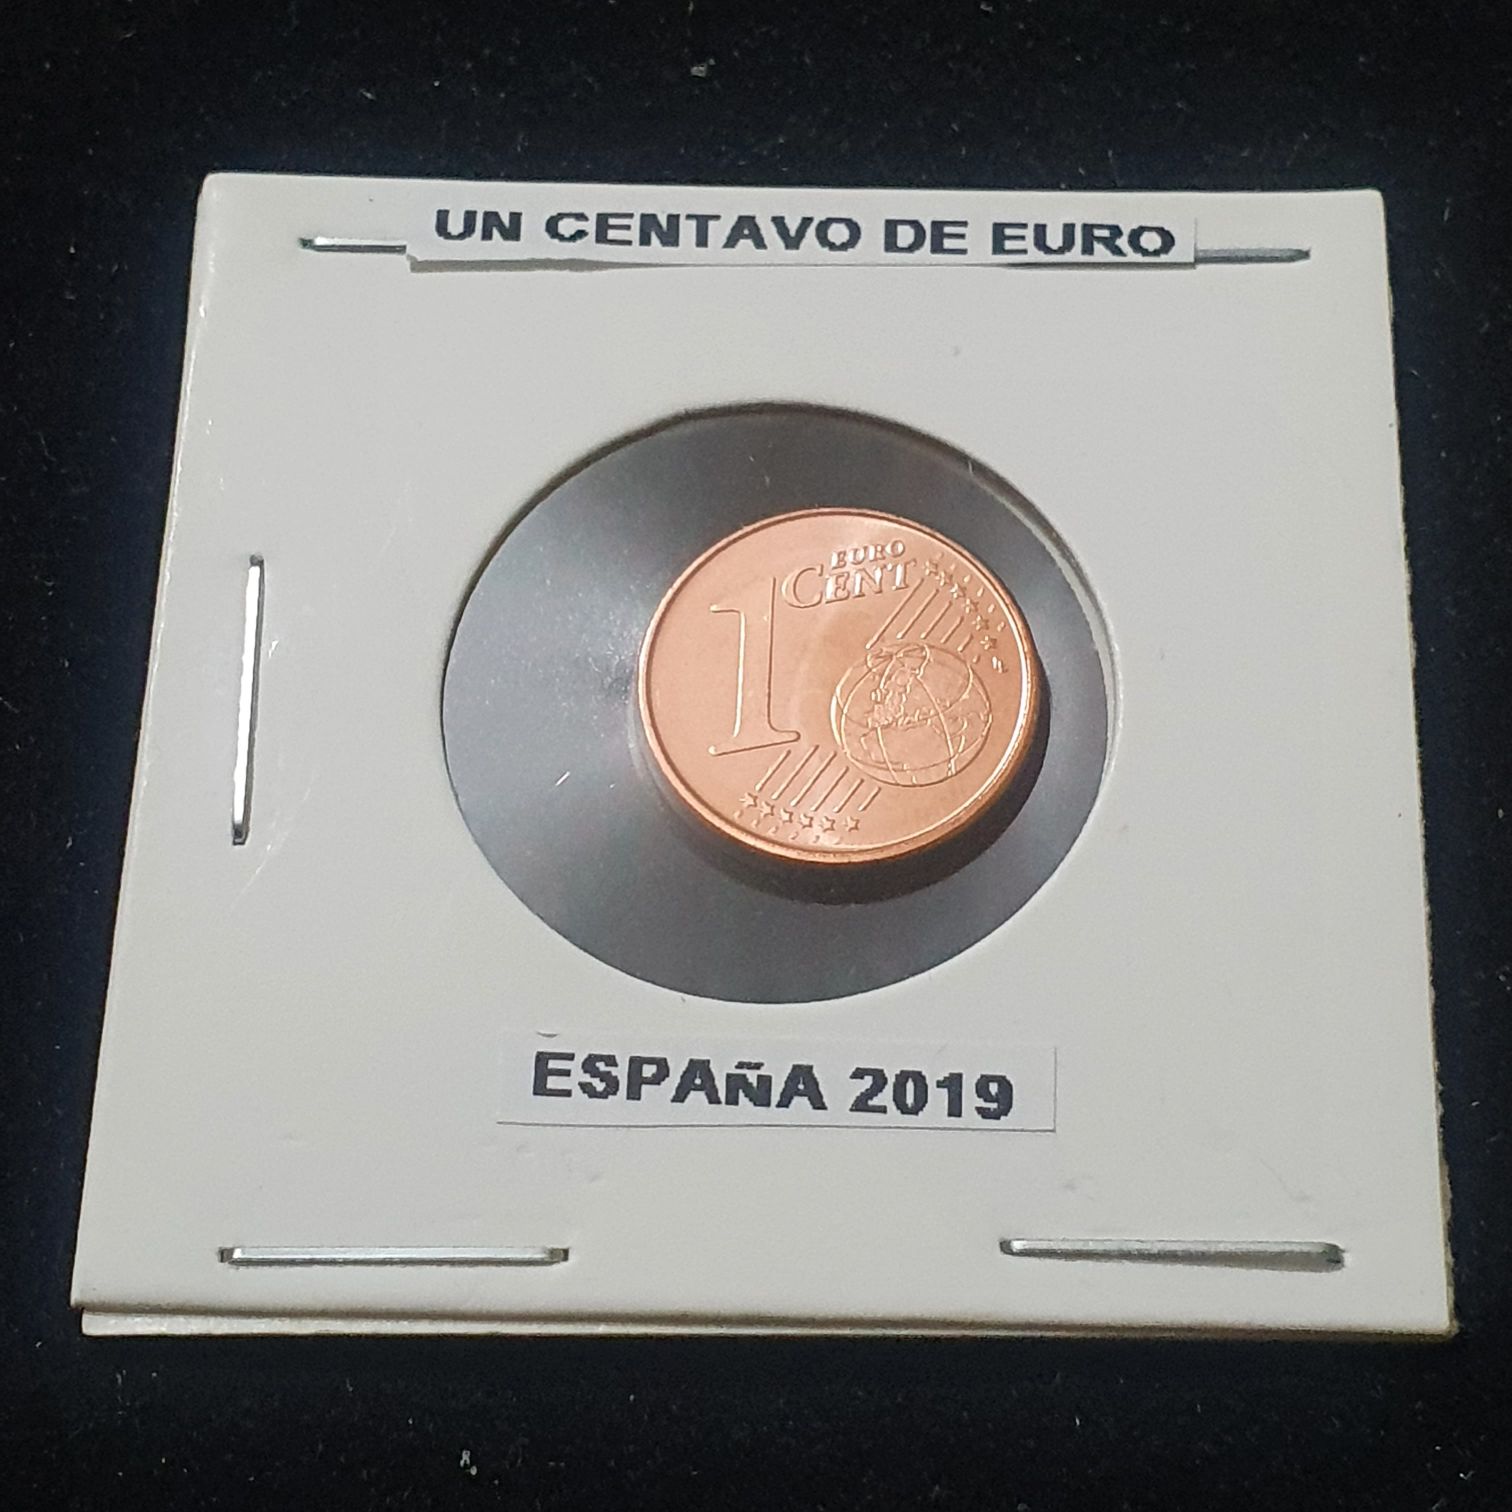 UN CENTAVO DE EURO
1 EURO
CENT
ESPAñA 2019